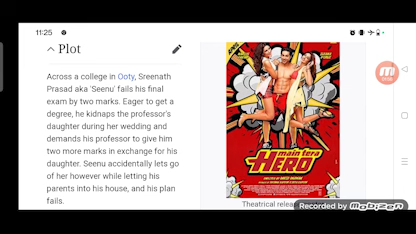 11:25
Plot
Across a college in Ooty, Sreenath
Prasad aka 'Seenu' fails his final
exam by two marks. Eager to get a
degree, he kidnaps the professor's
daughter during her wedding and
demands his professor to give him
two more marks in exchange for his
daughter. Seenu accidentally lets go
of her however while letting his
parents into his house, and his plan
fails.
main tera
HERO
Theatrical relea
Recorded by MOBIZEN